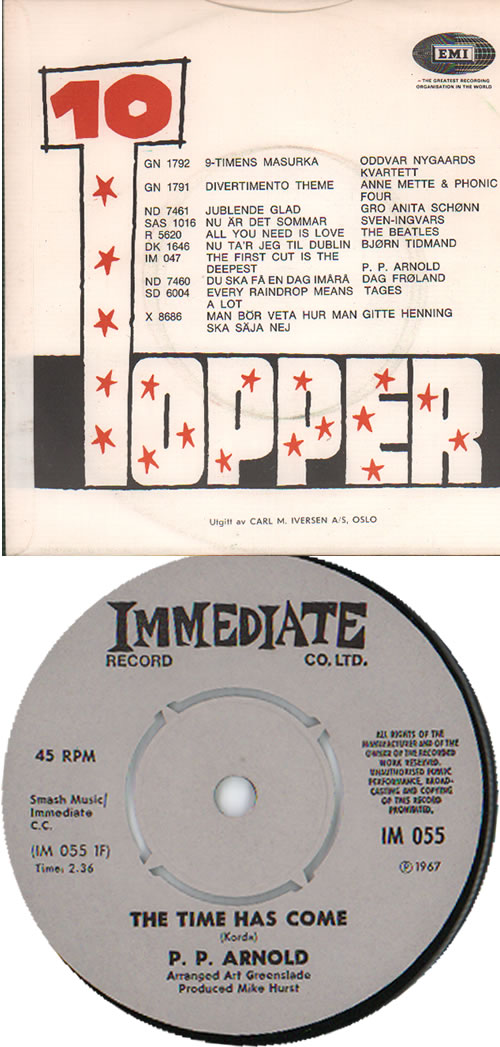 EMI
– THE GREATEST RECORDING
ORGANISATION IN THE WORLD
10
GN 1792 9-TIMENS MASURKA ODDVAR NYGAARDS
KVARTETT
GN 1791 DIVERTIMENTO THEME ANNE METTE & PHONIC
FOUR
ND 7461 JUBLENDE GLAD GRO ANITA SCHØNN
SAS 1016 NU ÄR DET SOMMAR SVEN-INGVARS
R 5620 ALL YOU NEED IS LOVE THE BEATLES
DK 1646 NU TA'R JEG TIL DUBLIN BJØRN TIDMAND
IM 047 THE FIRST CUT IS THE
DEEPEST P. P. ARNOLD
ND 7460 DU SKA FÅ EN DAG IMÅRÅ DAG FRØLAND
SD 6004 EVERY RAINDROP MEANS TAGES
A LOT
X 8686 MAN BÖR VETA HUR MAN GITTE HENNING
SKA SÄJA NEJ
TOPPER
Utgitt av CARL M. IVERSEN A/S, OSLO
IMMEDIATE
RECORD CO. LTD.
45 RPM
ALL RIGHTS OF THE
MANUFACTURER AND OF THE
OWNER OF THE RECORDED
WORK RESERVED.
UNAUTHORISED PUBLIC
PERFORMANCE, BROAD-
CASTING AND COPYING
OF THIS RECORD
PROHIBITED.
Smash Music/
Immediate
C.C.
IM 055
(IM 055 1F)
Time: 2.36
℗ 1967
THE TIME HAS COME
(Korda)
P. P. ARNOLD
Arranged Art Greenslade
Produced Mike Hurst